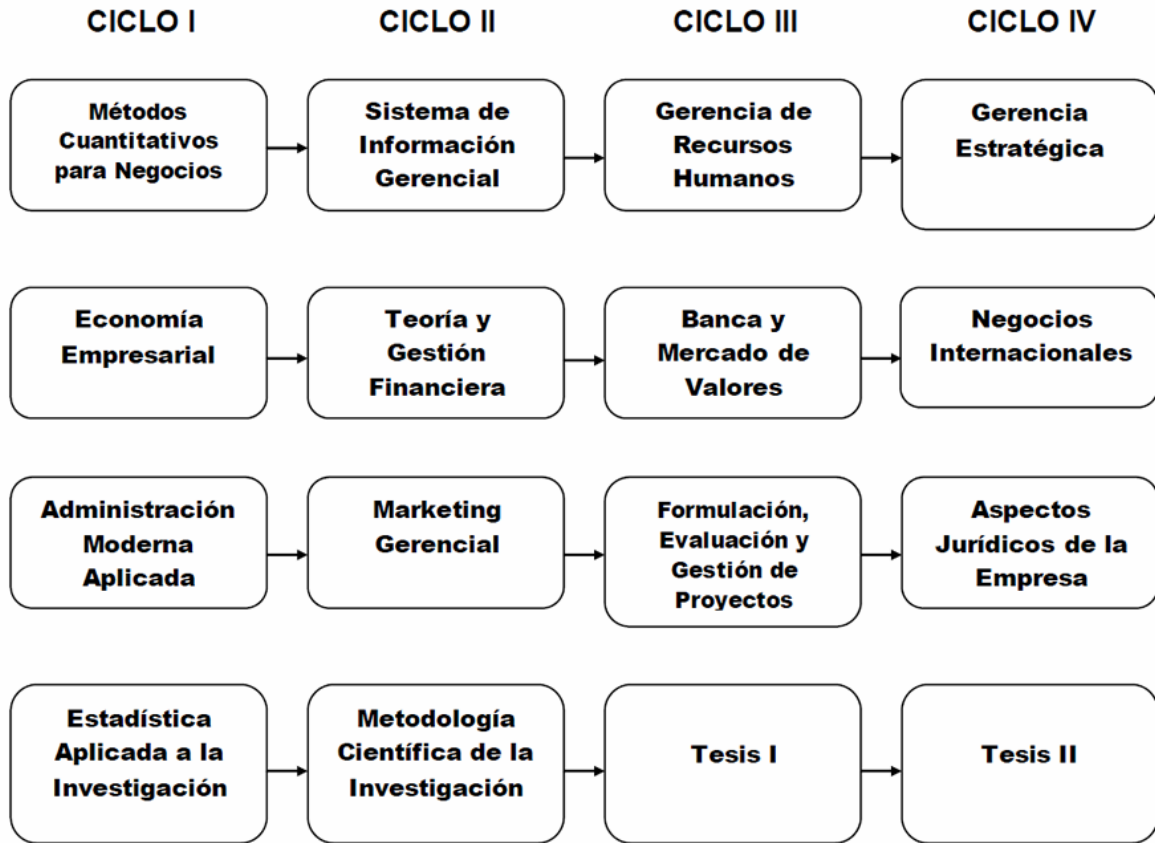 CICLO I
CICLO II
CICLO III
CICLO IV
Métodos
Cuantitativos
para Negocios
Sistema de
Información
Gerencial
Gerencia de
Recursos
Humanos
Gerencia
Estratégica
Economía
Empresarial
Teoría y
Gestión
Financiera
Banca y
Mercado de
Valores
Negocios
Internacionales
Administración
Moderna
Aplicada
Marketing
Gerencial
Formulación,
Evaluación y
Gestión de
Proyectos
Aspectos
Jurídicos de la
Empresa
Estadística
Aplicada a la
Investigación
Metodología
Científica de la
Investigación
Tesis I
Tesis II